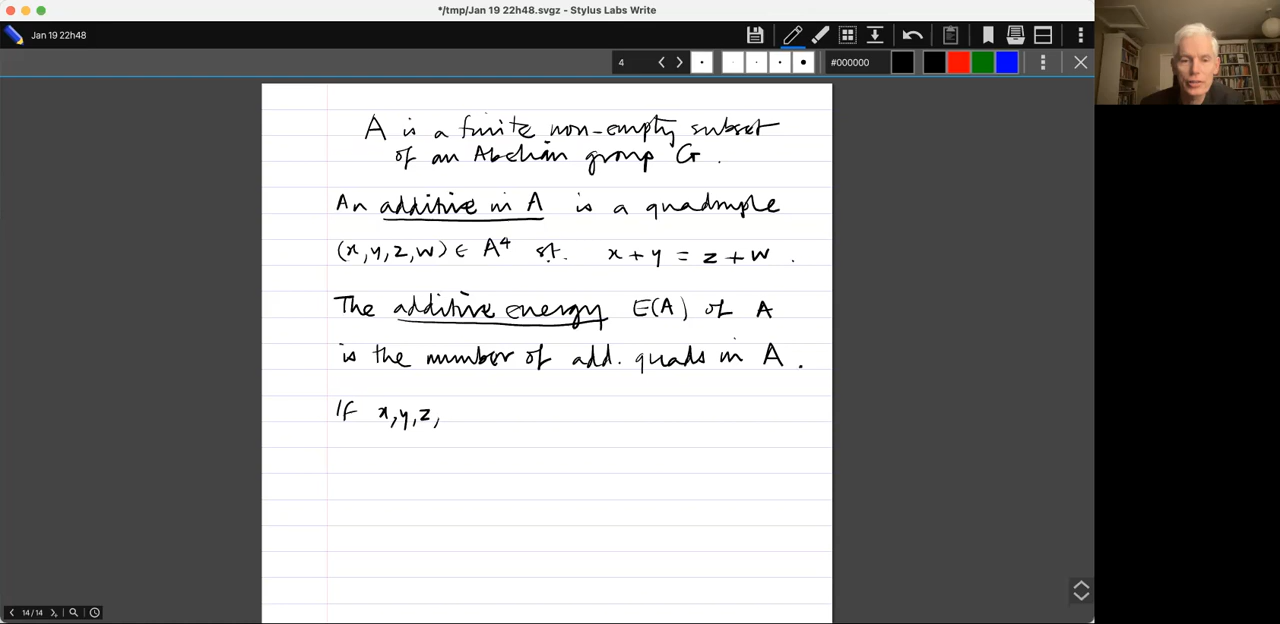 */tmp/Jan 19 22h48.svgz - Stylus Labs Write
Jan 19 22h48
4
#000000
A is a finite non-empty subset
of an Abelian group G.
An additive in A is a quadruple
(x, y, z, w) ∈ A⁴ st. x + y = z + w.
The additive energy E(A) of A
is the number of add. quads in A.
If x, y, z,
14/14